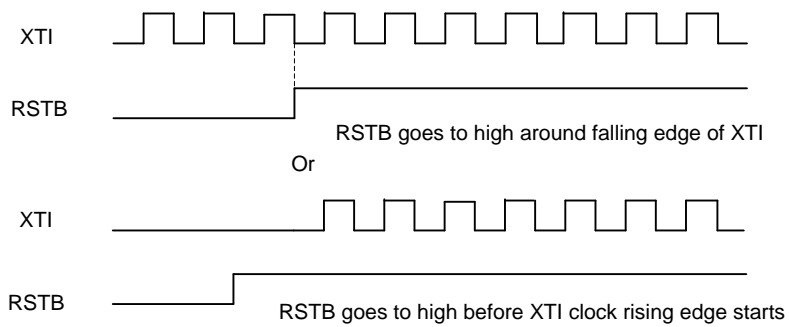 XTI
RSTB
RSTB goes to high around falling edge of XTI
Or
XTI
RSTB
RSTB goes to high before XTI clock rising edge starts